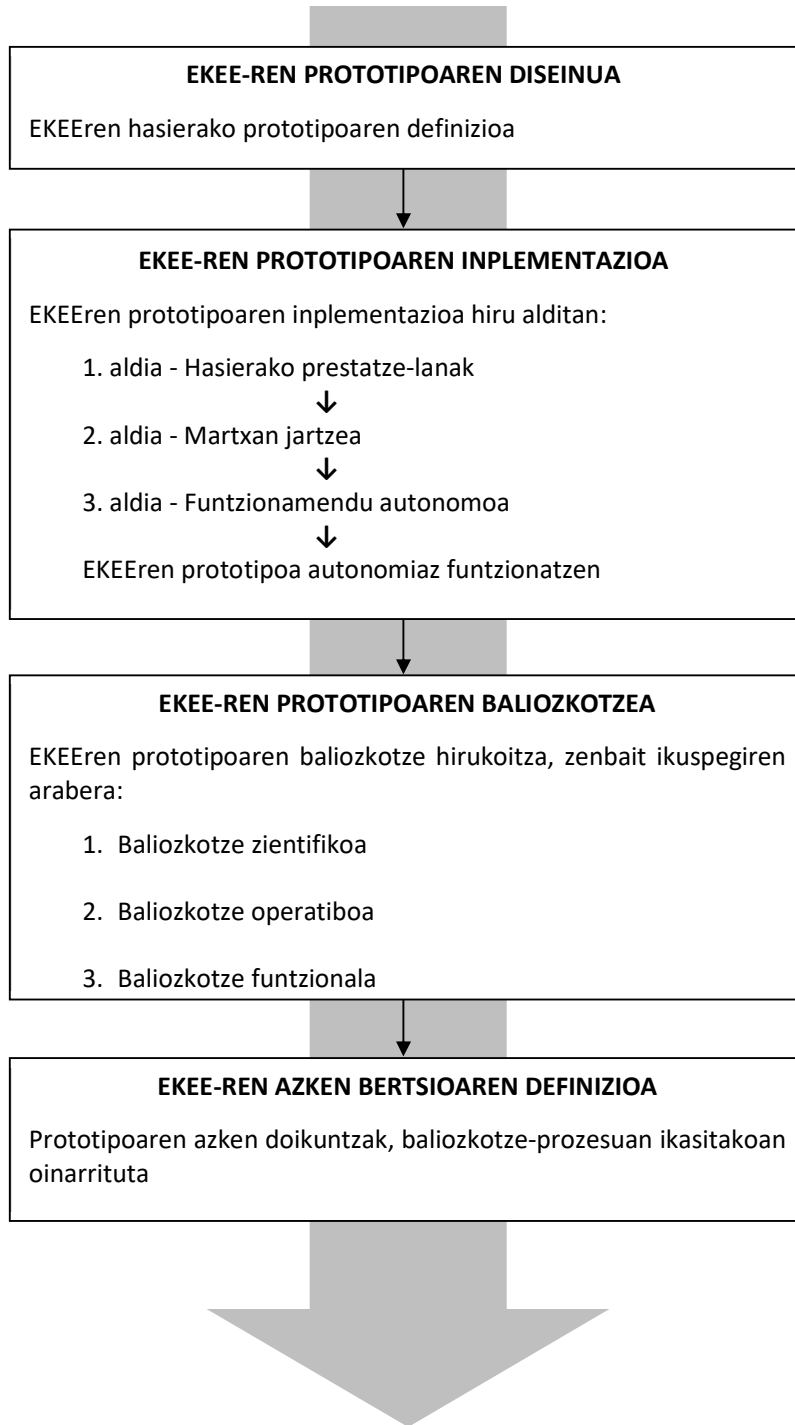 EKEE-REN PROTOTIPOAREN DISEINUA
EKEEren hasierako prototipoaren definizioa
EKEE-REN PROTOTIPOAREN INPLEMENTAZIOA
EKEEren prototipoaren inplementazioa hiru alditan:
1. aldia - Hasierako prestatze-lanak
↓
2. aldia - Martxan jartzea
↓
3. aldia - Funtzionamendu autonomoa
↓
EKEEren prototipoa autonomiaz funtzionatzen
EKEE-REN PROTOTIPOAREN BALIOZKOTZEA
EKEEren prototipoaren baliozkotze hirukoitza, zenbait ikuspegiren
arabera:
1. Baliozkotze zientifikoa
2. Baliozkotze operatiboa
3. Baliozkotze funtzionala
EKEE-REN AZKEN BERTSIOAREN DEFINIZIOA
Prototipoaren azken doikuntzak, baliozkotze-prozesuan ikasitakoan
oinarrituta